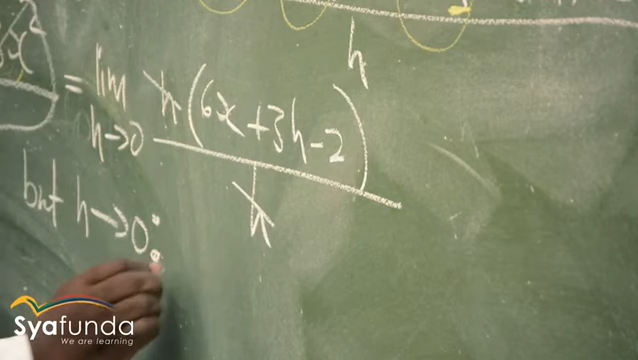 h
= lim h(6x + 3h - 2)
h→0 h
but h→0:
Syafunda
We are learning